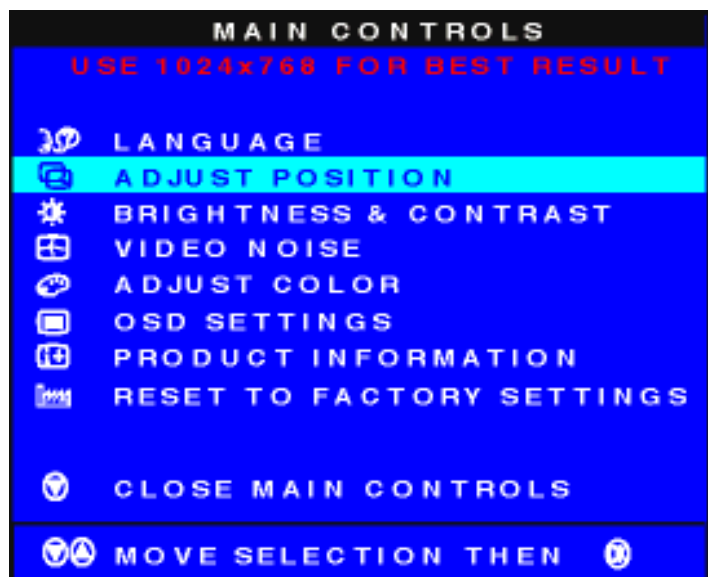 MAIN CONTROLS
USE 1024x768 FOR BEST RESULT
LANGUAGE
ADJUST POSITION
BRIGHTNESS & CONTRAST
VIDEO NOISE
ADJUST COLOR
OSD SETTINGS
PRODUCT INFORMATION
RESET TO FACTORY SETTINGS
CLOSE MAIN CONTROLS
MOVE SELECTION THEN